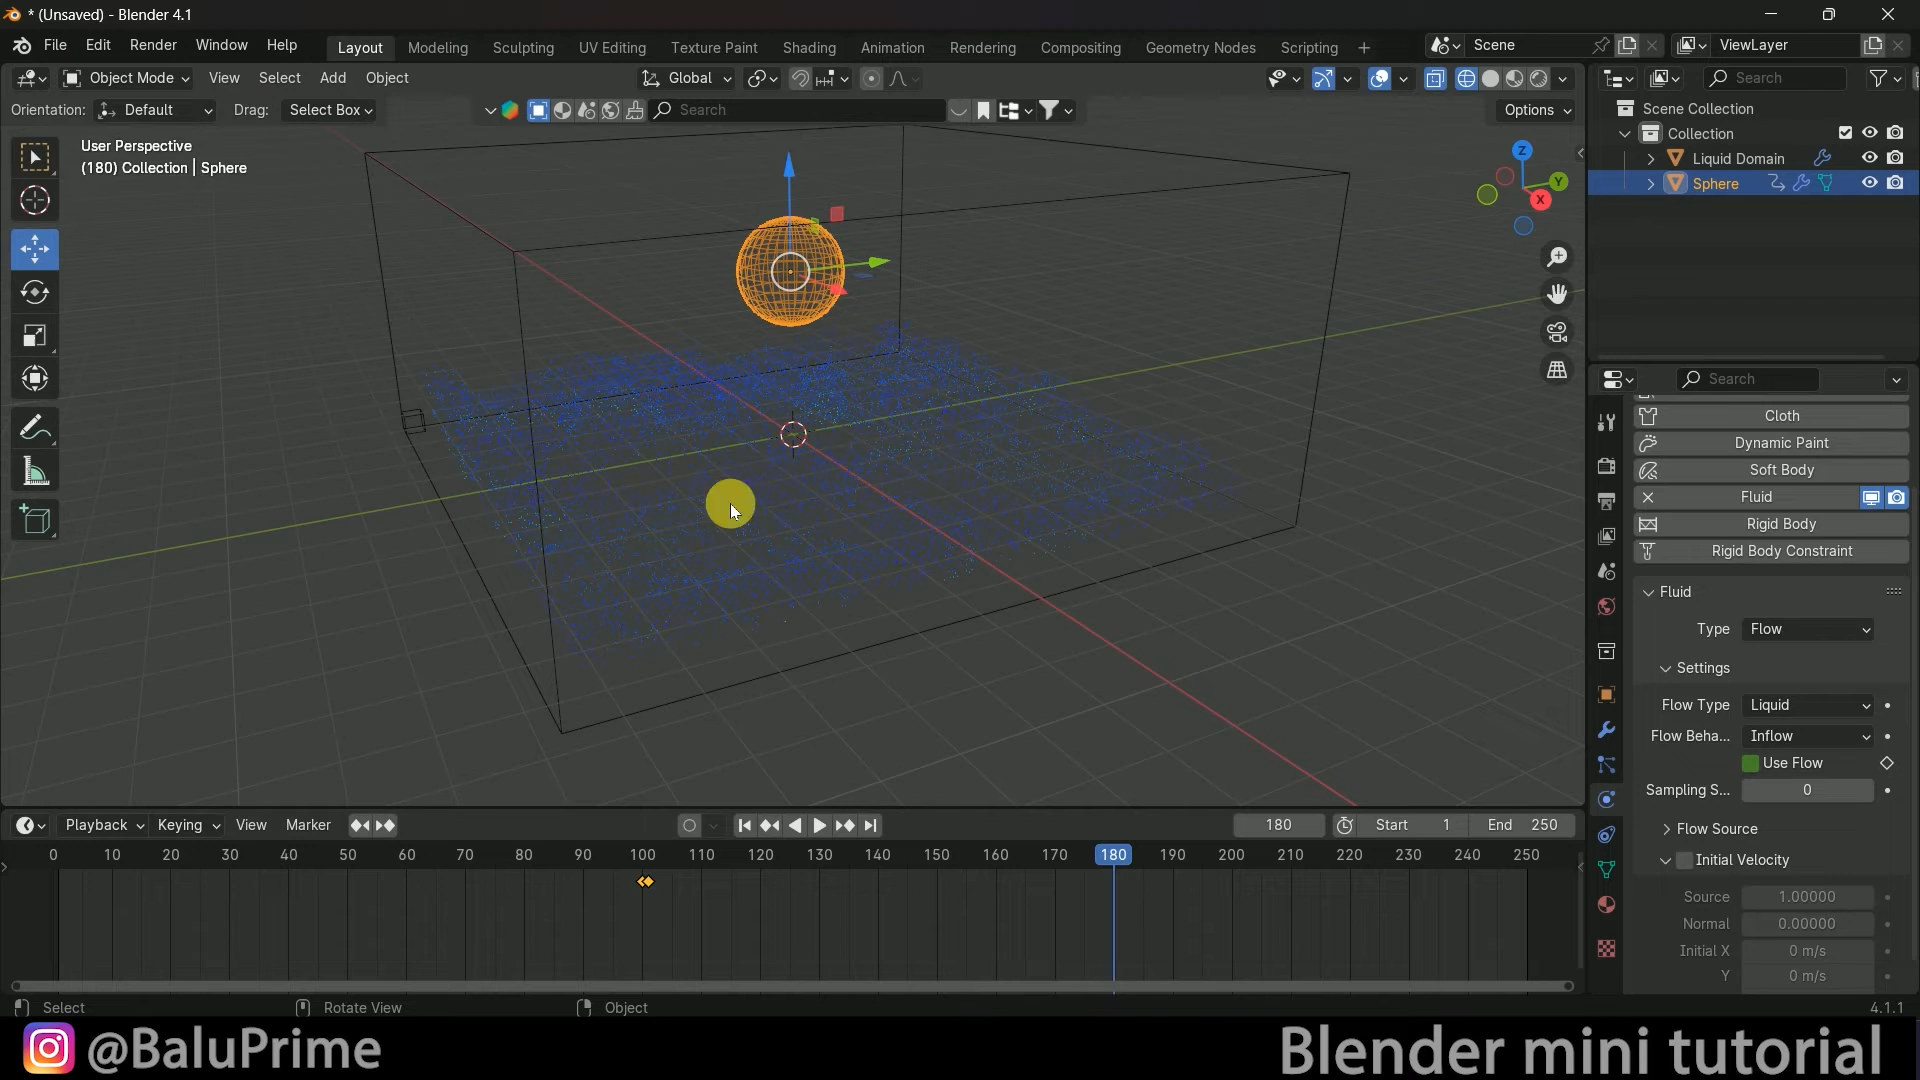 * (Unsaved) - Blender 4.1
File Edit Render Window Help Layout Modeling Sculpting UV Editing Texture Paint Shading Animation Rendering Compositing Geometry Nodes Scripting + Scene ViewLayer
Object Mode View Select Add Object Global Search
Orientation: Default Drag: Select Box Search Options
User Perspective
(180) Collection | Sphere
Z
Y
X
Scene Collection
Collection
Liquid Domain
Sphere
Search
Cloth
Dynamic Paint
Soft Body
Fluid
Rigid Body
Rigid Body Constraint
Fluid
Type Flow
Settings
Flow Type Liquid
Flow Beha... Inflow
Use Flow
Sampling S... 0
Flow Source
Initial Velocity
Source 1.00000
Normal 0.00000
Initial X 0 m/s
Y 0 m/s
Playback Keying View Marker 180 Start 1 End 250
0 10 20 30 40 50 60 70 80 90 100 110 120 130 140 150 160 170 180 190 200 210 220 230 240 250
Select Rotate View Object 4.1.1
@BaluPrime Blender mini tutorial